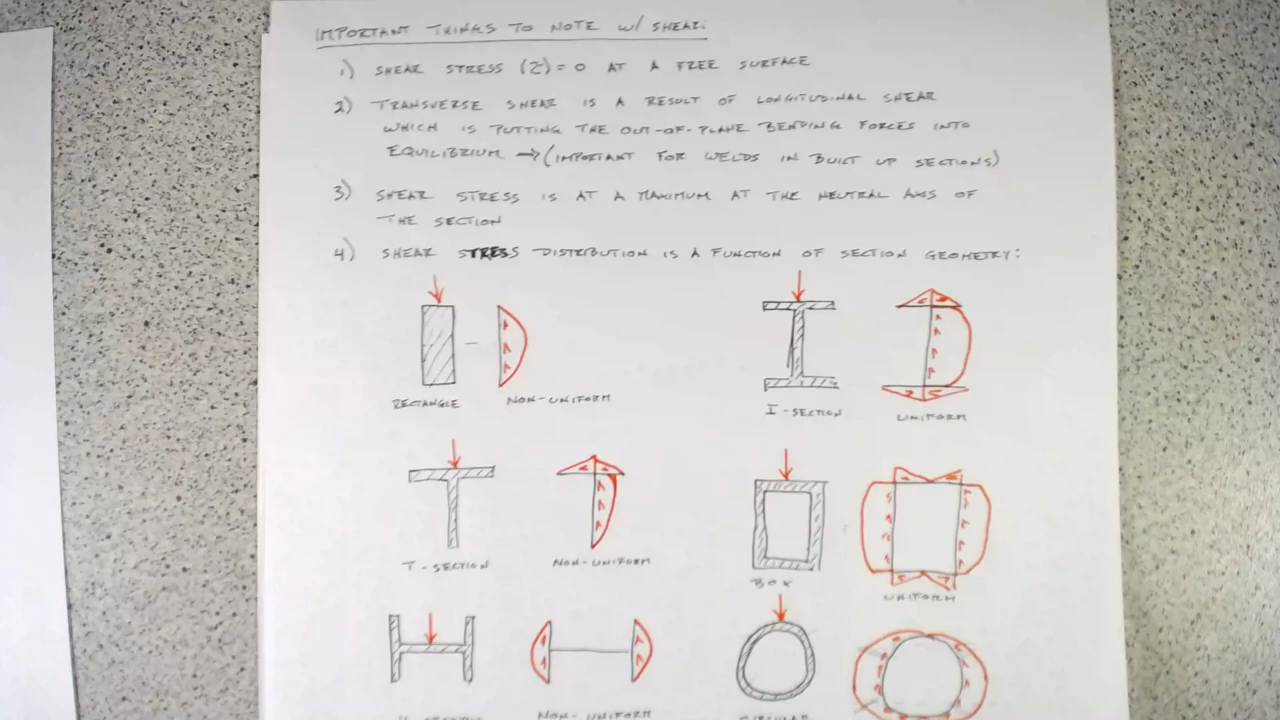 IMPORTANT THINGS TO NOTE W/ SHEAR:
1) SHEAR STRESS (τ) = 0 AT A FREE SURFACE
2) TRANSVERSE SHEAR IS A RESULT OF LONGITUDINAL SHEAR
WHICH IS PUTTING THE OUT-OF-PLANE BENDING FORCES INTO
EQUILIBRIUM → (IMPORTANT FOR WELDS IN BUILT UP SECTIONS)
3) SHEAR STRESS IS AT A MAXIMUM AT THE NEUTRAL AXIS OF
THE SECTION
4) SHEAR STRESS DISTRIBUTION IS A FUNCTION OF SECTION GEOMETRY:
RECTANGLE NON-UNIFORM I-SECTION UNIFORM
T-SECTION NON-UNIFORM BOX UNIFORM
NON-UNIFORM CIRCULAR